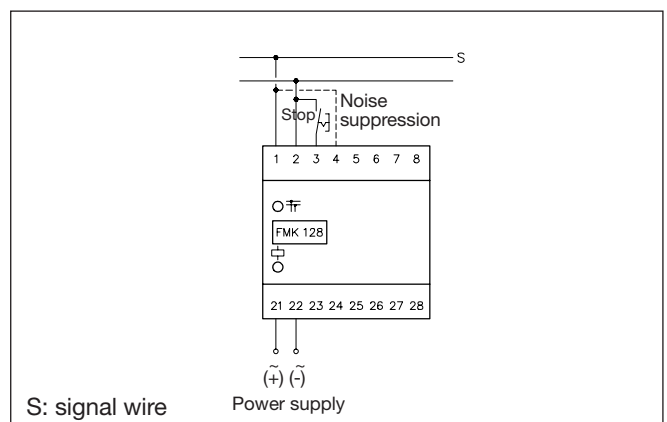 S
Noise
Stop suppression
1 2 3 4 5 6 7 8
FMK 128
21 22 23 24 25 26 27 28
(+) (-)
~ ~
Power supply
S: signal wire